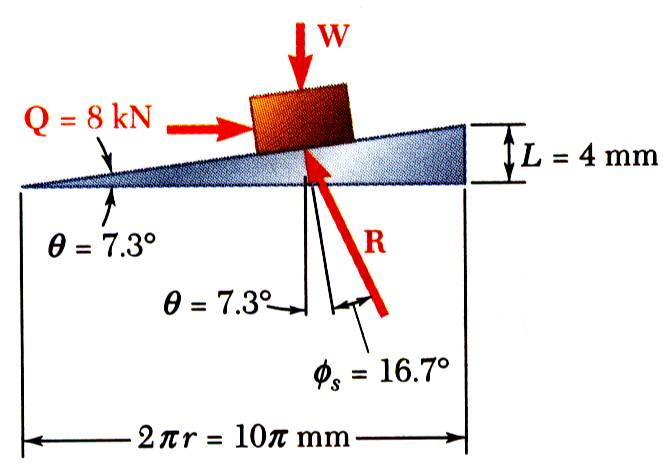 W
Q = 8 kN
L = 4 mm
θ = 7.3°
R
θ = 7.3°
ϕs = 16.7°
2πr = 10π mm